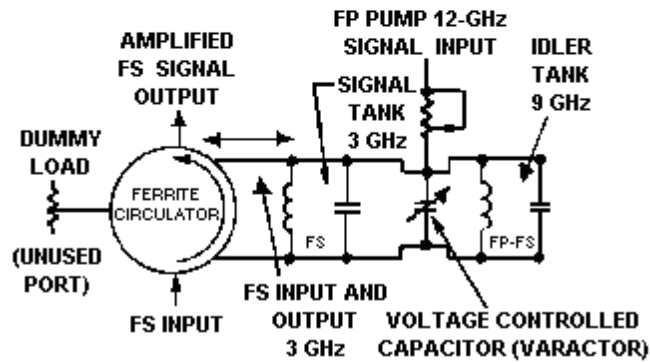 AMPLIFIED
FS SIGNAL
OUTPUT
FP PUMP 12-GHz
SIGNAL INPUT
SIGNAL
TANK
3 GHz
IDLER
TANK
9 GHz
DUMMY
LOAD
(UNUSED
PORT)
FERRITE
CIRCULATOR
FS
FP-FS
FS INPUT
FS INPUT AND
OUTPUT
3 GHz
VOLTAGE CONTROLLED
CAPACITOR (VARACTOR)